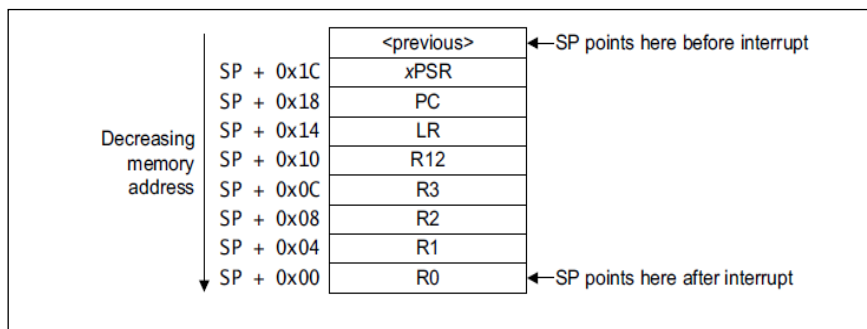 <previous> SP points here before interrupt
SP + 0x1C xPSR
SP + 0x18 PC
SP + 0x14 LR
Decreasing memory address
SP + 0x10 R12
SP + 0x0C R3
SP + 0x08 R2
SP + 0x04 R1
SP + 0x00 R0 SP points here after interrupt